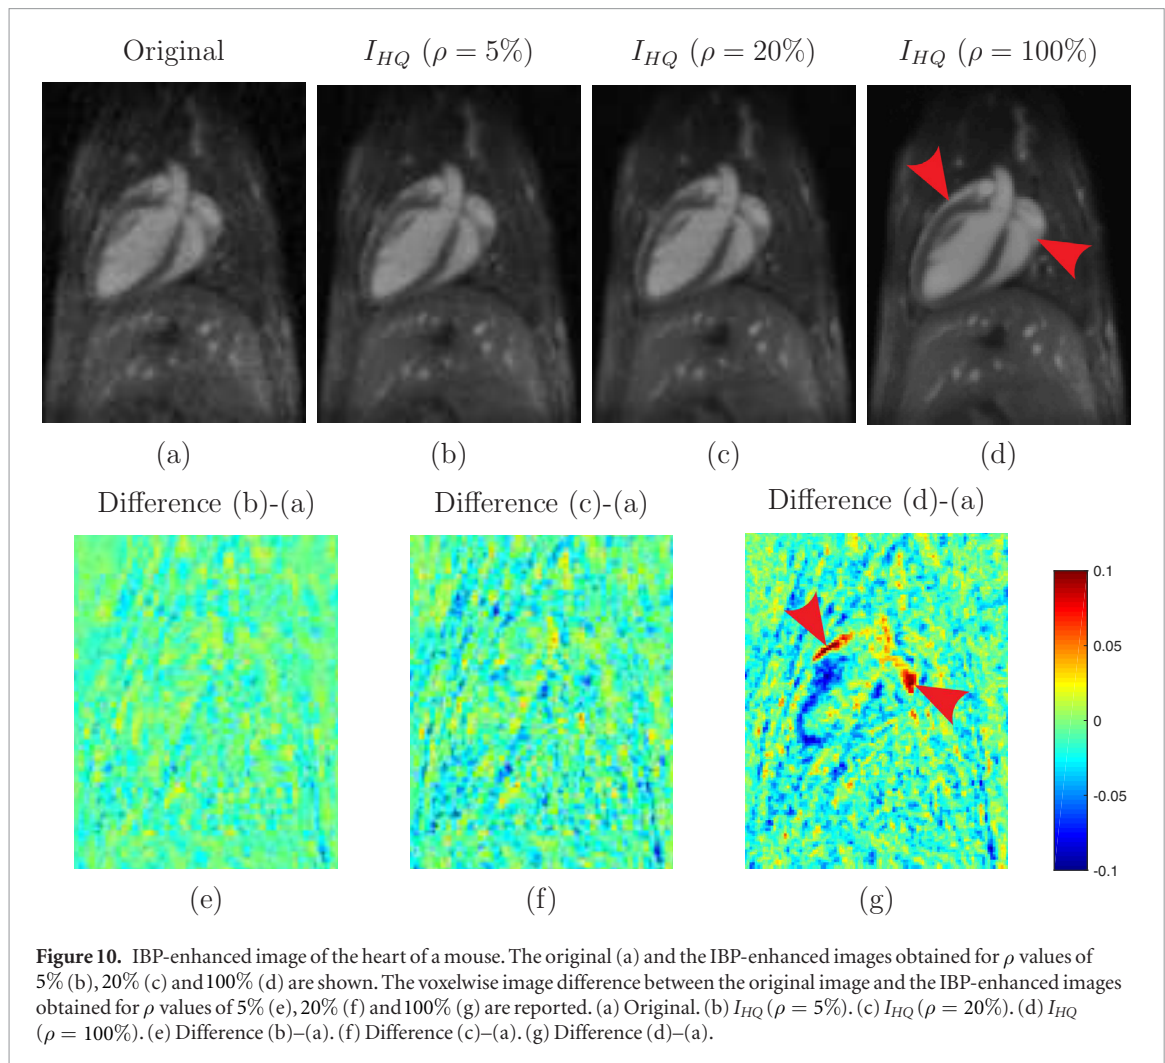 Original
I_{HQ} (ρ = 5%)
I_{HQ} (ρ = 20%)
I_{HQ} (ρ = 100%)
(a)
(b)
(c)
(d)
Difference (b)-(a)
Difference (c)-(a)
Difference (d)-(a)
0.1
0.05
0
-0.05
-0.1
(e)
(f)
(g)
Figure 10. IBP-enhanced image of the heart of a mouse. The original (a) and the IBP-enhanced images obtained for ρ values of
5% (b), 20% (c) and 100% (d) are shown. The voxelwise image difference between the original image and the IBP-enhanced images
obtained for ρ values of 5% (e), 20% (f) and 100% (g) are reported. (a) Original. (b) I_{HQ} (ρ = 5%). (c) I_{HQ} (ρ = 20%). (d) I_{HQ}
(ρ = 100%). (e) Difference (b)–(a). (f) Difference (c)–(a). (g) Difference (d)–(a).